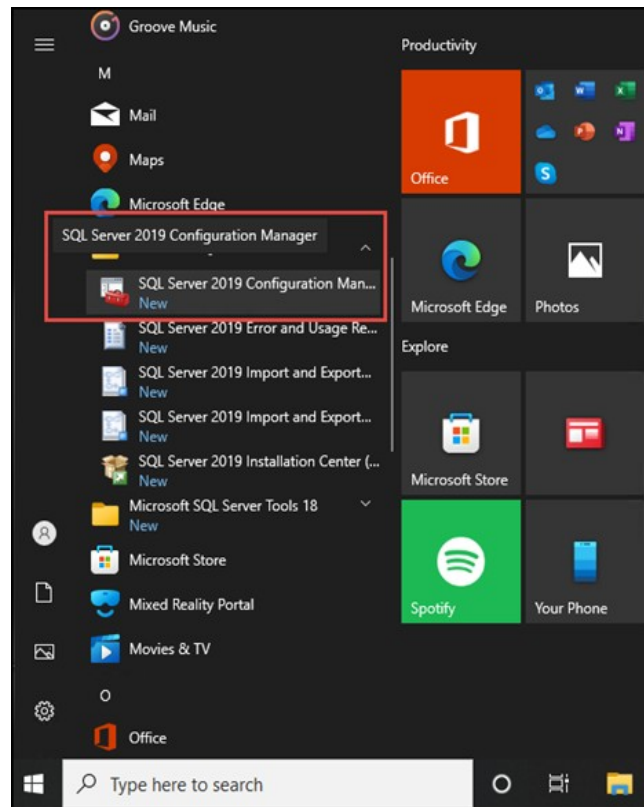 Groove Music
M
Mail
Maps
Microsoft Edge
SQL Server 2019 Configuration Manager
SQL Server 2019 Configuration Man...
New
SQL Server 2019 Error and Usage Re...
New
SQL Server 2019 Import and Export...
New
SQL Server 2019 Import and Export...
New
SQL Server 2019 Installation Center (...
New
Microsoft SQL Server Tools 18
New
Microsoft Store
Mixed Reality Portal
Movies & TV
O
Office
Productivity
Office
Microsoft Edge
Photos
Explore
Microsoft Store
Spotify
Your Phone
Type here to search